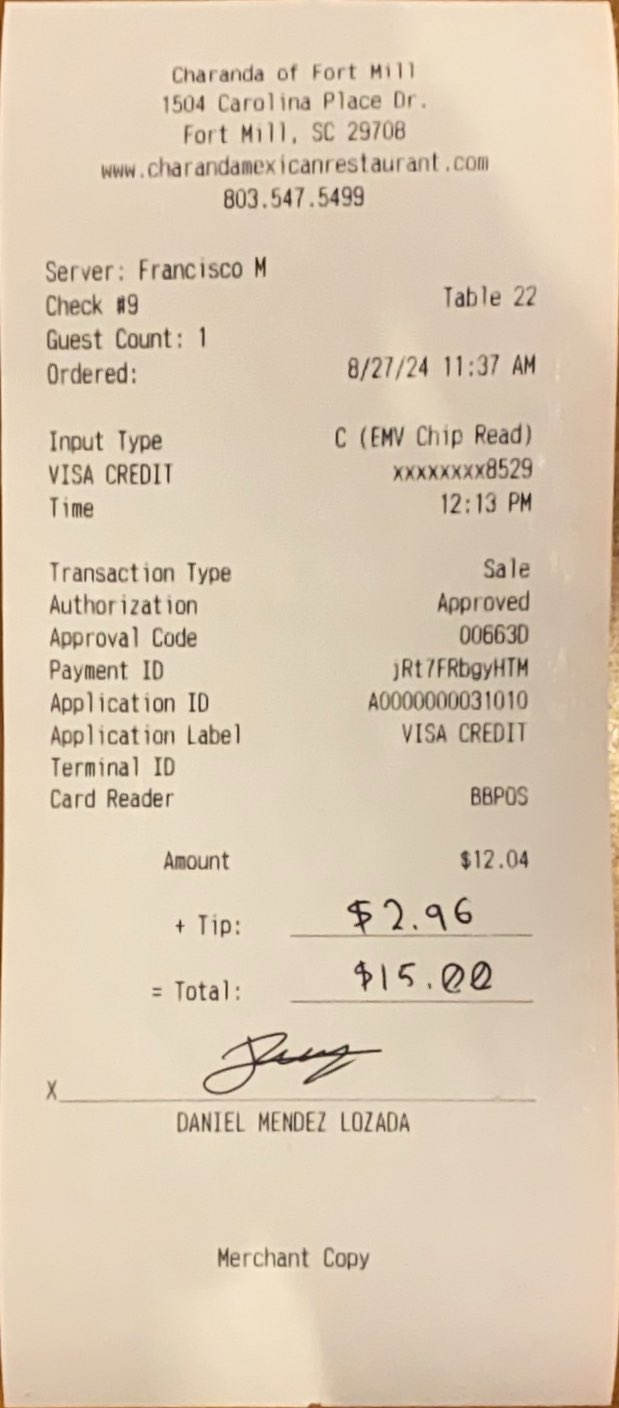 Charanda of Fort Mill
1504 Carolina Place Dr.
Fort Mill, SC 29708
www.charandamexicanrestaurant.com
803.547.5499
Server: Francisco M
Check #9 Table 22
Guest Count: 1
Ordered: 8/27/24 11:37 AM
Input Type C (EMV Chip Read)
VISA CREDIT xxxxxxxx8529
Time 12:13 PM
Transaction Type Sale
Authorization Approved
Approval Code 00663D
Payment ID jRt7FRbgyHTM
Application ID A0000000031010
Application Label VISA CREDIT
Terminal ID
Card Reader BBPOS
Amount $12.04
+ Tip: $2.96
= Total: $15.00
X
DANIEL MENDEZ LOZADA
Merchant Copy